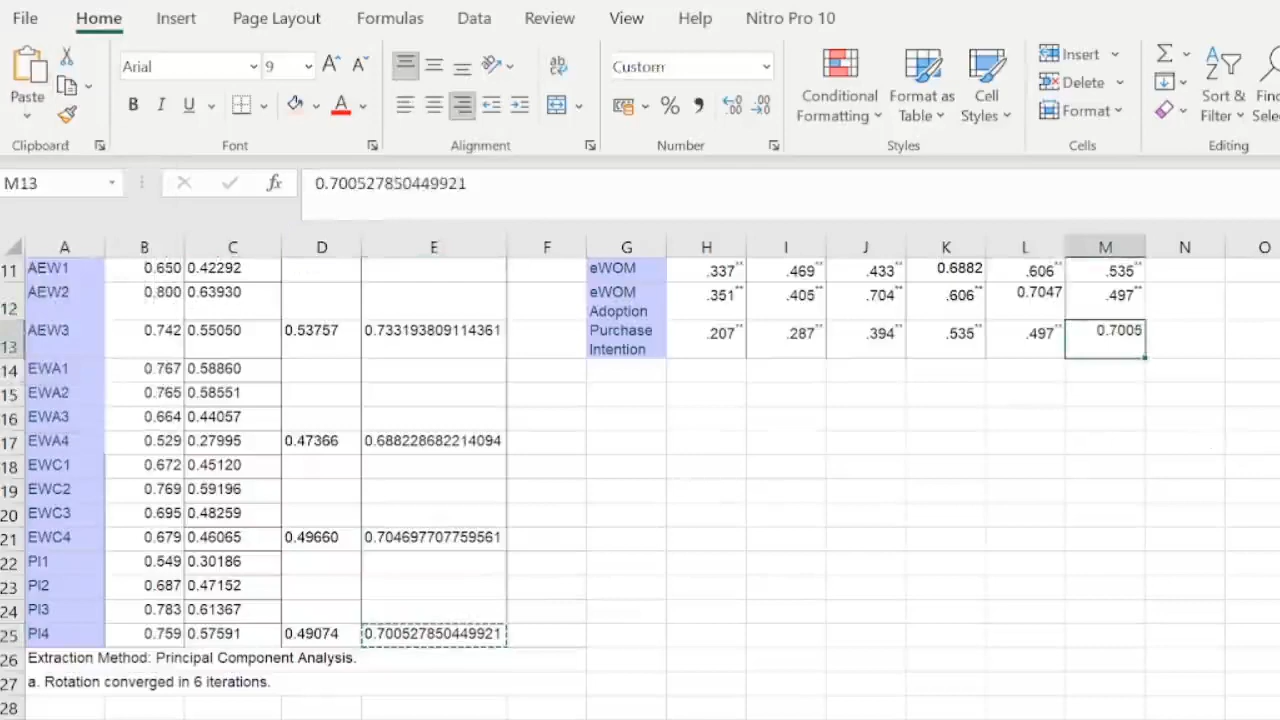 File Home Insert Page Layout Formulas Data Review View Help Nitro Pro 10
Arial 9 A A ab Custom Insert Σ
Paste B I U A % 9 .00 Conditional Formatting Format as Table Cell Styles Delete Format Sort & Filter
Clipboard Font Alignment Number Styles Cells Editing
M13 fx 0.700527850449921
A B C D E F G H I J K L M N O
11 AEW1 0.650 0.42292 eWOM .337** .469** .433** 0.6882 .606** .535**
12 AEW2 0.800 0.63930 eWOM Adoption .351** .405** .704** .606** 0.7047 .497**
13 AEW3 0.742 0.55050 0.53757 0.733193809114361 Purchase Intention .207** .287** .394** .535** .497** 0.7005
14 EWA1 0.767 0.58860
15 EWA2 0.765 0.58551
16 EWA3 0.664 0.44057
17 EWA4 0.529 0.27995 0.47366 0.688228682214094
18 EWC1 0.672 0.45120
19 EWC2 0.769 0.59196
20 EWC3 0.695 0.48259
21 EWC4 0.679 0.46065 0.49660 0.704697707759561
22 PI1 0.549 0.30186
23 PI2 0.687 0.47152
24 PI3 0.783 0.61367
25 PI4 0.759 0.57591 0.49074 0.700527850449921
26 Extraction Method: Principal Component Analysis.
27 a. Rotation converged in 6 iterations.
28